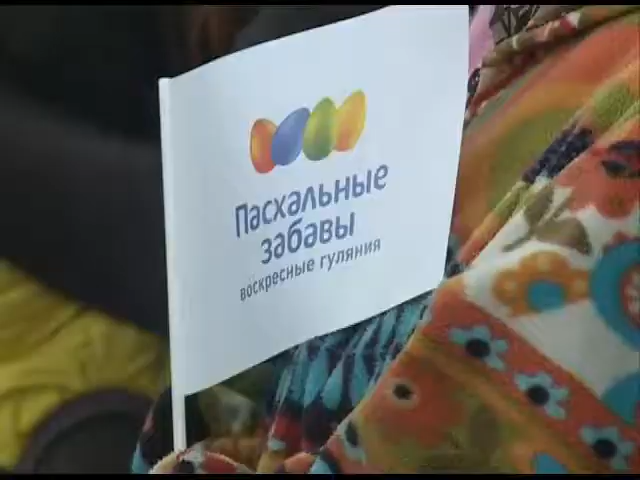 Пасхальные
забавы
воскресные гуляния